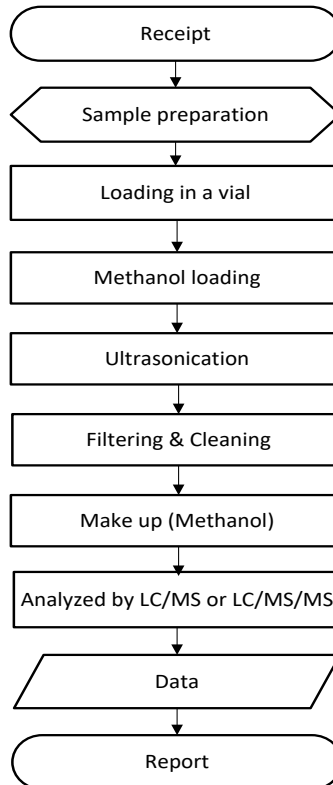 Receipt
Sample preparation
Loading in a vial
Methanol loading
Ultrasonication
Filtering & Cleaning
Make up (Methanol)
Analyzed by LC/MS or LC/MS/MS
Data
Report